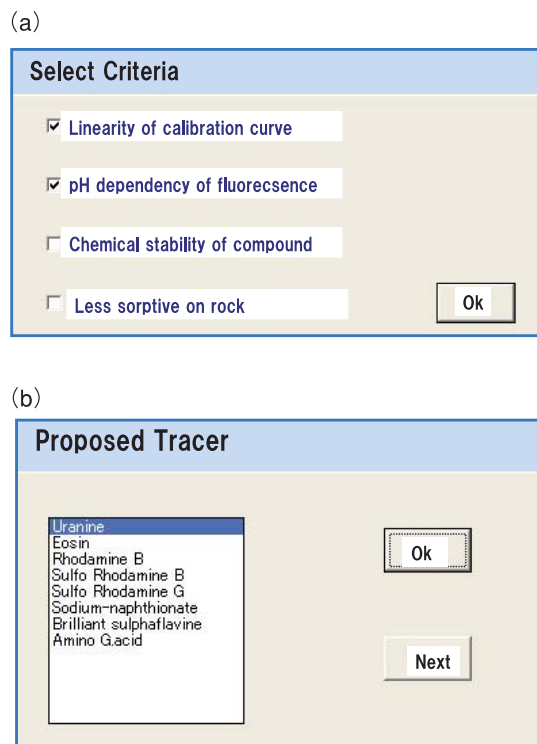 (a)
Select Criteria
Linearity of calibration curve
pH dependency of fluorecsence
Chemical stability of compound
Less sorptive on rock
Ok
(b)
Proposed Tracer
Uranine
Eosin
Rhodamine B
Sulfo Rhodamine B
Sulfo Rhodamine G
Sodium-naphthionate
Brilliant sulphaflavine
Amino G.acid
Ok
Next